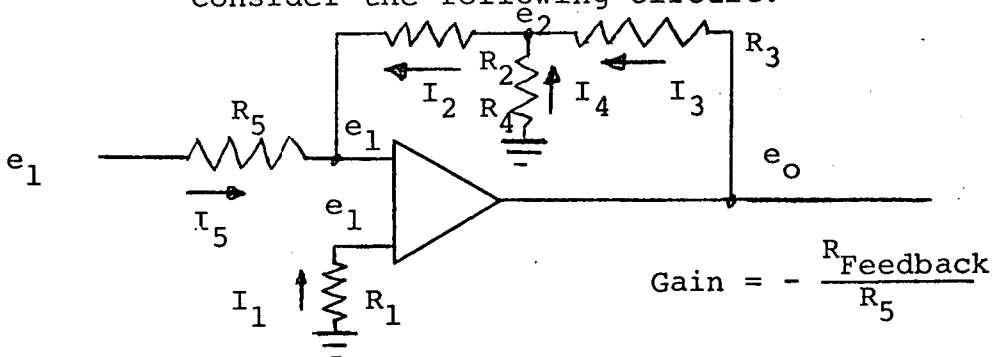 Consider the following circuit:
e2
R3
R2
I2
R4
I4
I3
R5
e1
e1
eo
I5
e1
I1
R1
Gain = - RFeedback / R5